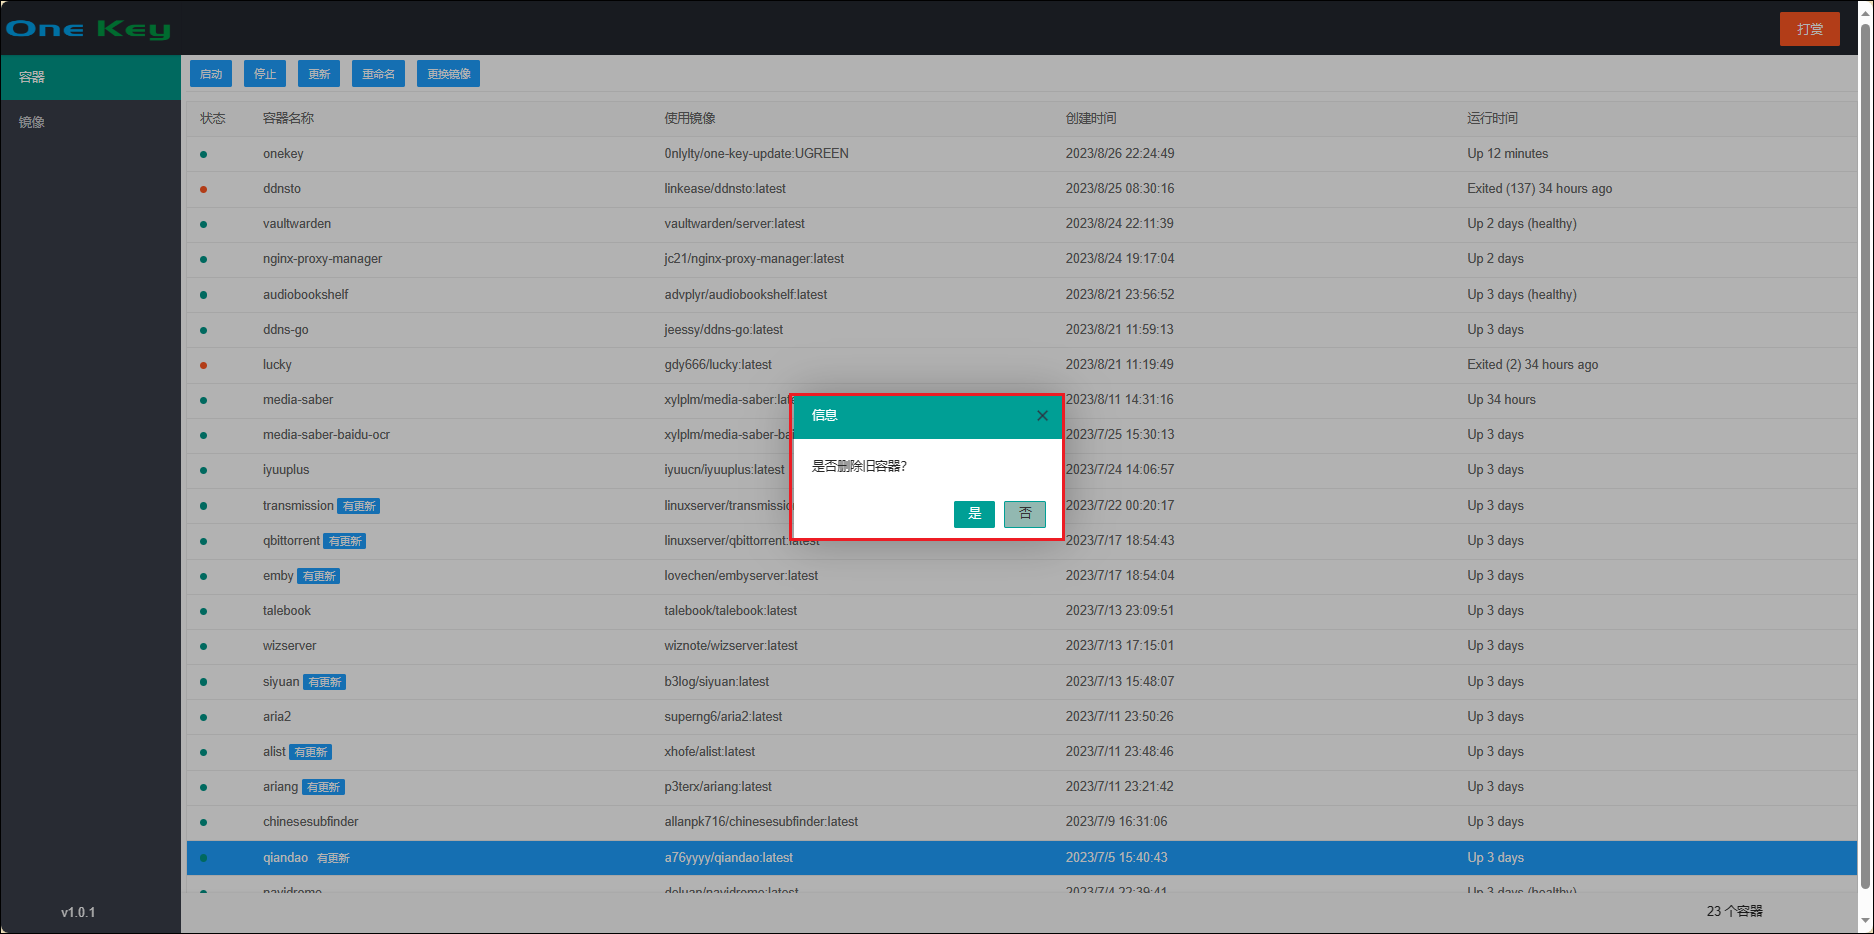 One Key
打赏
容器
镜像
启动 停止 更新 重命名 更换镜像
状态 容器名称 使用镜像 创建时间 运行时间
onekey 0nlylty/one-key-update:UGREEN 2023/8/26 22:24:49 Up 12 minutes
ddnsto linkease/ddnsto:latest 2023/8/25 08:30:16 Exited (137) 34 hours ago
vaultwarden vaultwarden/server:latest 2023/8/24 22:11:39 Up 2 days (healthy)
nginx-proxy-manager jc21/nginx-proxy-manager:latest 2023/8/24 19:17:04 Up 2 days
audiobookshelf advplyr/audiobookshelf:latest 2023/8/21 23:56:52 Up 3 days (healthy)
ddns-go jeessy/ddns-go:latest 2023/8/21 11:59:13 Up 3 days
lucky gdy666/lucky:latest 2023/8/21 11:19:49 Exited (2) 34 hours ago
media-saber xylplm/media-saber:late 2023/8/11 14:31:16 Up 34 hours
media-saber-baidu-ocr xylplm/media-saber-bai 2023/7/25 15:30:13 Up 3 days
iyuuplus iyuucn/iyuuplus:latest 2023/7/24 14:06:57 Up 3 days
transmission 有更新 linuxserver/transmissio 2023/7/22 00:20:17 Up 3 days
qbittorrent 有更新 linuxserver/qbittorrent:latest 2023/7/17 18:54:43 Up 3 days
emby 有更新 lovechen/embyserver:latest 2023/7/17 18:54:04 Up 3 days
talebook talebook/talebook:latest 2023/7/13 23:09:51 Up 3 days
wizserver wiznote/wizserver:latest 2023/7/13 17:15:01 Up 3 days
siyuan 有更新 b3log/siyuan:latest 2023/7/13 15:48:07 Up 3 days
aria2 superng6/aria2:latest 2023/7/11 23:50:26 Up 3 days
alist 有更新 xhofe/alist:latest 2023/7/11 23:48:46 Up 3 days
ariang 有更新 p3terx/ariang:latest 2023/7/11 23:21:42 Up 3 days
chinesesubfinder allanpk716/chinesesubfinder:latest 2023/7/9 16:31:06 Up 3 days
qiandao 有更新 a76yyyy/qiandao:latest 2023/7/5 15:40:43 Up 3 days
navidrome deluan/navidrome:latest 2023/7/4 22:39:41 Up 3 days (healthy)
信息
是否删除旧容器?
是 否
v1.0.1
23 个容器